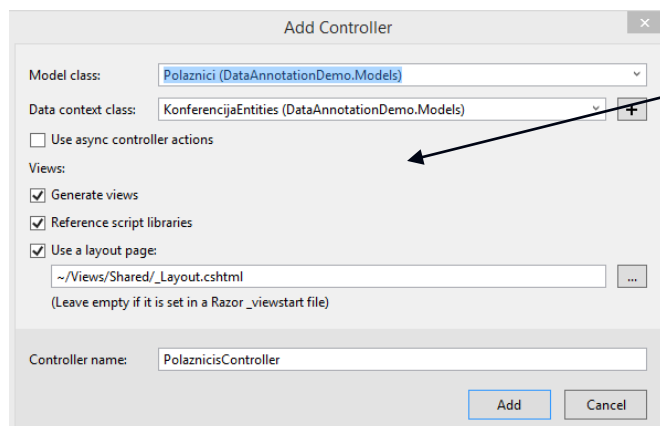 Add Controller
Model class: Polaznici (DataAnnotationDemo.Models)
Data context class: KonferencijaEntities (DataAnnotationDemo.Models) +
Use async controller actions
Views:
Generate views
Reference script libraries
Use a layout page:
~/Views/Shared/_Layout.cshtml ...
(Leave empty if it is set in a Razor _viewstart file)
Controller name: PolaznicisController
Add Cancel